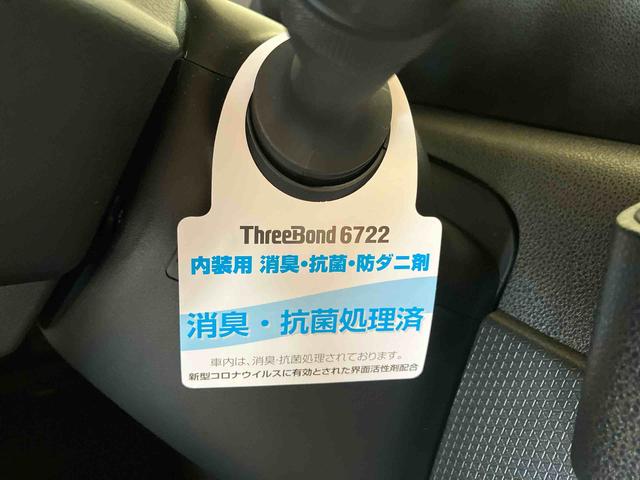 ThreeBond 6722
内装用 消臭・抗菌・防ダニ剤
消臭・抗菌処理済
車内は、消臭・抗菌処理されております。
新型コロナウイルスに有効とされた界面活性剤配合